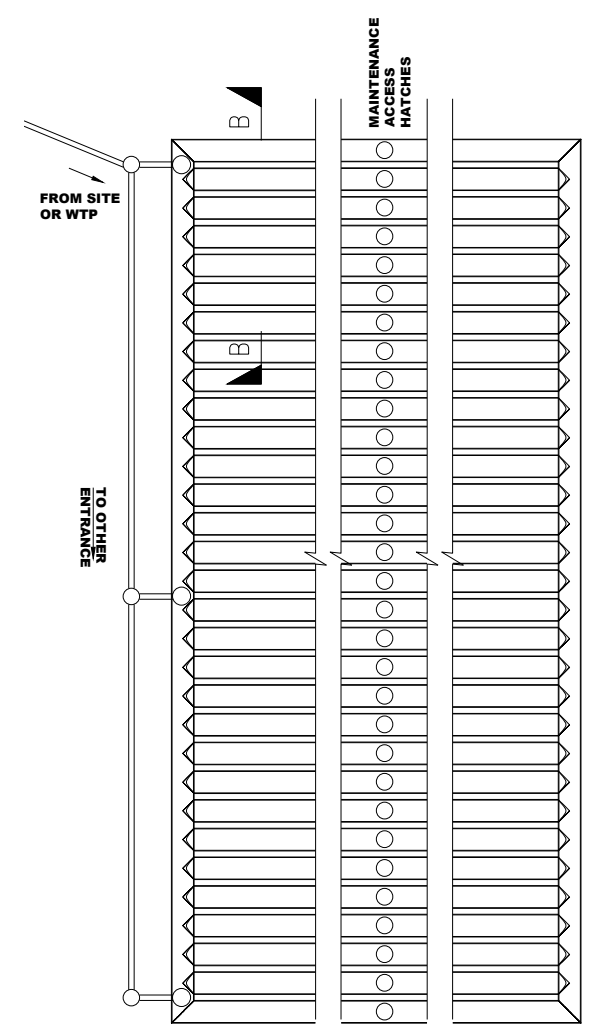 MAINTENANCE
ACCESS
HATCHES
B
FROM SITE
OR WTP
B
TO OTHER
ENTRANCE